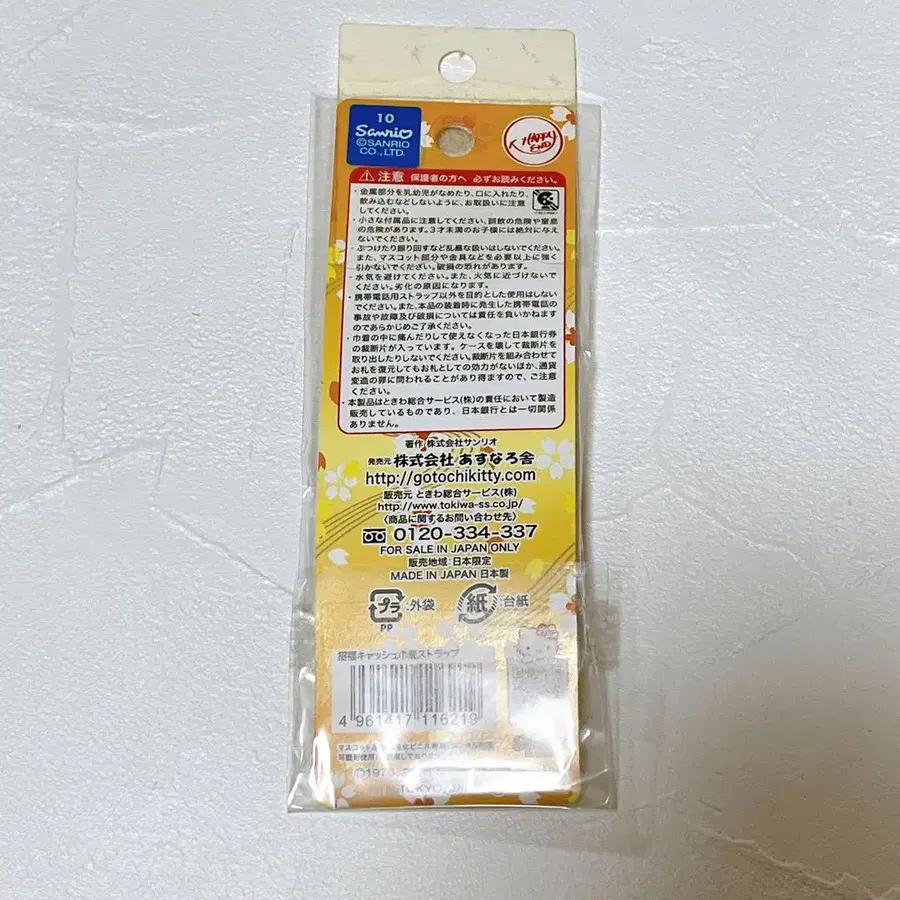 10
Sanrio
©SANRIO
CO., LTD.
HAPPY
END
⚠注意 保護者の方へ 必ずお読みください。
・金属部分を乳幼児がなめたり、口に入れたり、
飲み込むなどしないように、お取扱いに注意
してください。
・小さな付属品に注意してください。誤飲の危険や窒息
の危険があります。3才未満のお子様には絶対に与え
ないでください。
・ぶつけたり振り回すなど乱暴な扱いはしないでください。
また、マスコット部分や金具などを必要以上に強く
引かないでください。破損の恐れがあります。
・水気を避けてください。また、火気に近づけないで
ください。劣化の原因になります。
・携帯電話用ストラップ以外を目的とした使用はしない
でください。また、本品の装着時に発生した携帯電話の
事故や故障及び破損については責任を負いかねます
のであらかじめご了承ください。
・巾着の中に痛んだりして使えなくなった日本銀行券
の裁断片が入っています。ケースを壊して裁断片を
取り出したりしないでください。裁断片を組み合わせて
お札を復元してもお札としての効力がないほか、通貨
変造の罪に問われることがあり得ますので、ご注意
ください。
・本製品はときわ総合サービス(株)の責任において製造
販売しているものであり、日本銀行とは一切関係
ありません。
著作 株式会社サンリオ
発売元 株式会社 あすなろ舎
http://gotochikitty.com
販売元 ときわ総合サービス(株)
http://www.tokiwa-ss.co.jp/
〈商品に関するお問い合わせ先〉
0120-334-337
FOR SALE IN JAPAN ONLY
販売地域:日本限定
MADE IN JAPAN 日本製
プラ :外袋
PP
紙 :台紙
招福キャッシュ巾着ストラップ
4 961417 116219
マスコット
©1976
TOKYO,